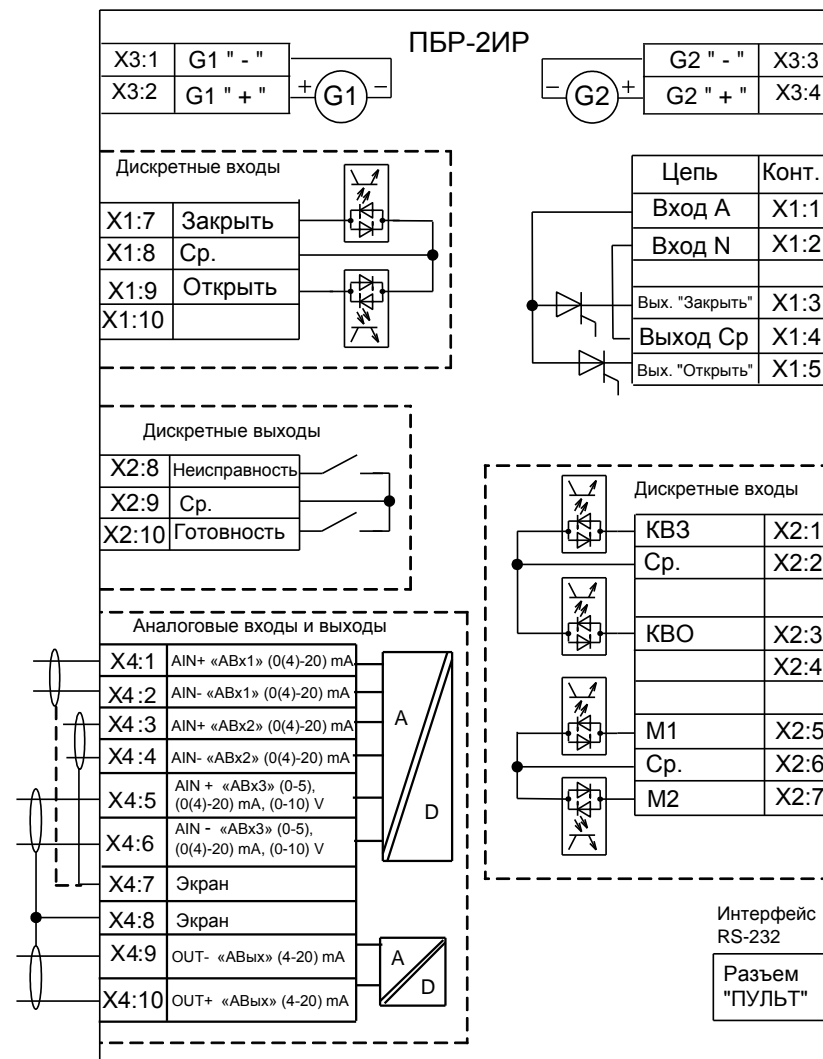 ПБР-2ИР
X3:1 G1 " - "
X3:2 G1 " + " + G1 −
G2 " - " X3:3
− G2 + G2 " + " X3:4
Дискретные входы
X1:7 Закрыть
X1:8 Ср.
X1:9 Открыть
X1:10
Цепь Конт.
Вход А X1:1
Вход N X1:2
Вых. "Закрыть" X1:3
Выход Ср X1:4
Вых. "Открыть" X1:5
Дискретные выходы
X2:8 Неисправность
X2:9 Ср.
X2:10 Готовность
Дискретные входы
КВЗ X2:1
Ср. X2:2
КВО X2:3
X2:4
М1 X2:5
Ср. X2:6
М2 X2:7
Аналоговые входы и выходы
X4:1 AIN+ «АВх1» (0(4)-20) mA
X4:2 AIN- «АВх1» (0(4)-20) mA
X4:3 AIN+ «АВх2» (0(4)-20) mA
X4:4 AIN- «АВх2» (0(4)-20) mA
X4:5 AIN + «АВх3» (0-5),
(0(4)-20) mA, (0-10) V
X4:6 AIN - «АВх3» (0-5),
(0(4)-20) mA, (0-10) V
A
D
X4:7 Экран
X4:8 Экран
X4:9 OUT- «АВых» (4-20) mA
X4:10 OUT+ «АВых» (4-20) mA
A
D
Интерфейс
RS-232
Разъем
"ПУЛЬТ"